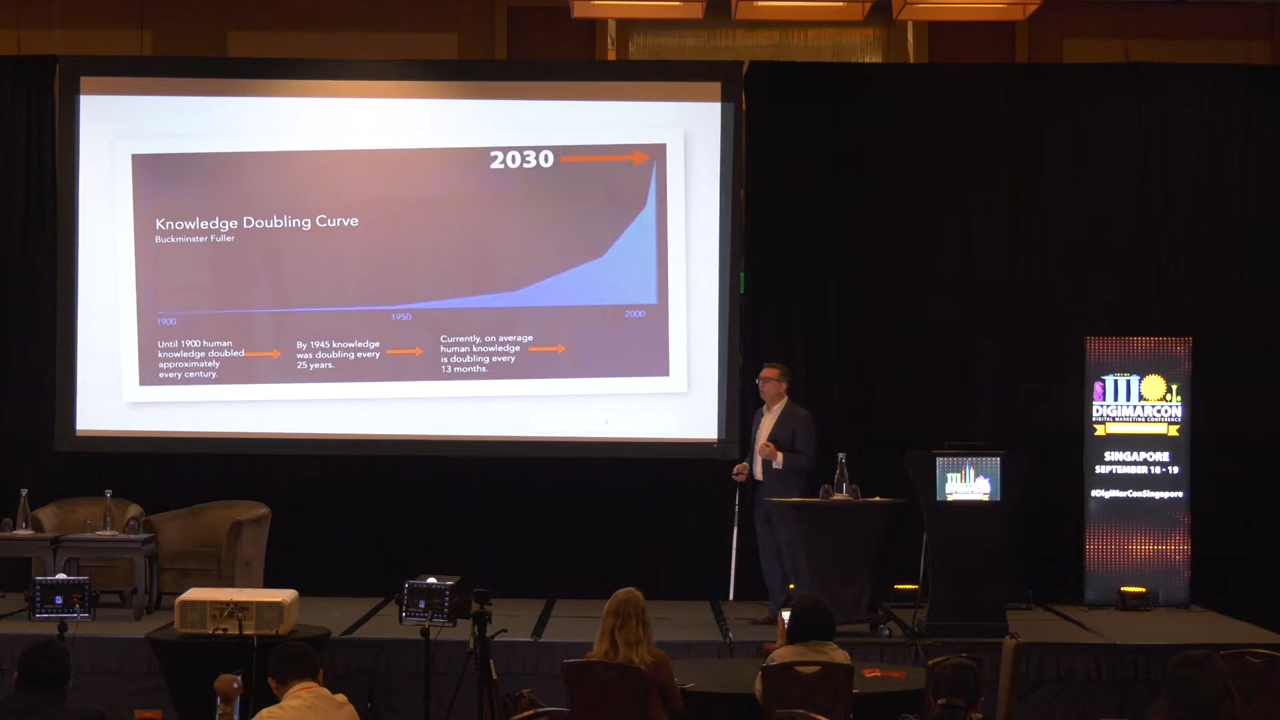 2030
Knowledge Doubling Curve
Buckminster Fuller
1900
1950
2000
Until 1900 human
knowledge doubled
approximately
every century.
By 1945 knowledge
was doubling every
25 years.
Currently, on average
human knowledge
is doubling every
13 months.
DIGIMARCON
DIGITAL MARKETING CONFERENCE
SINGAPORE
SEPTEMBER 18 - 19
#DigiMarConSingapore